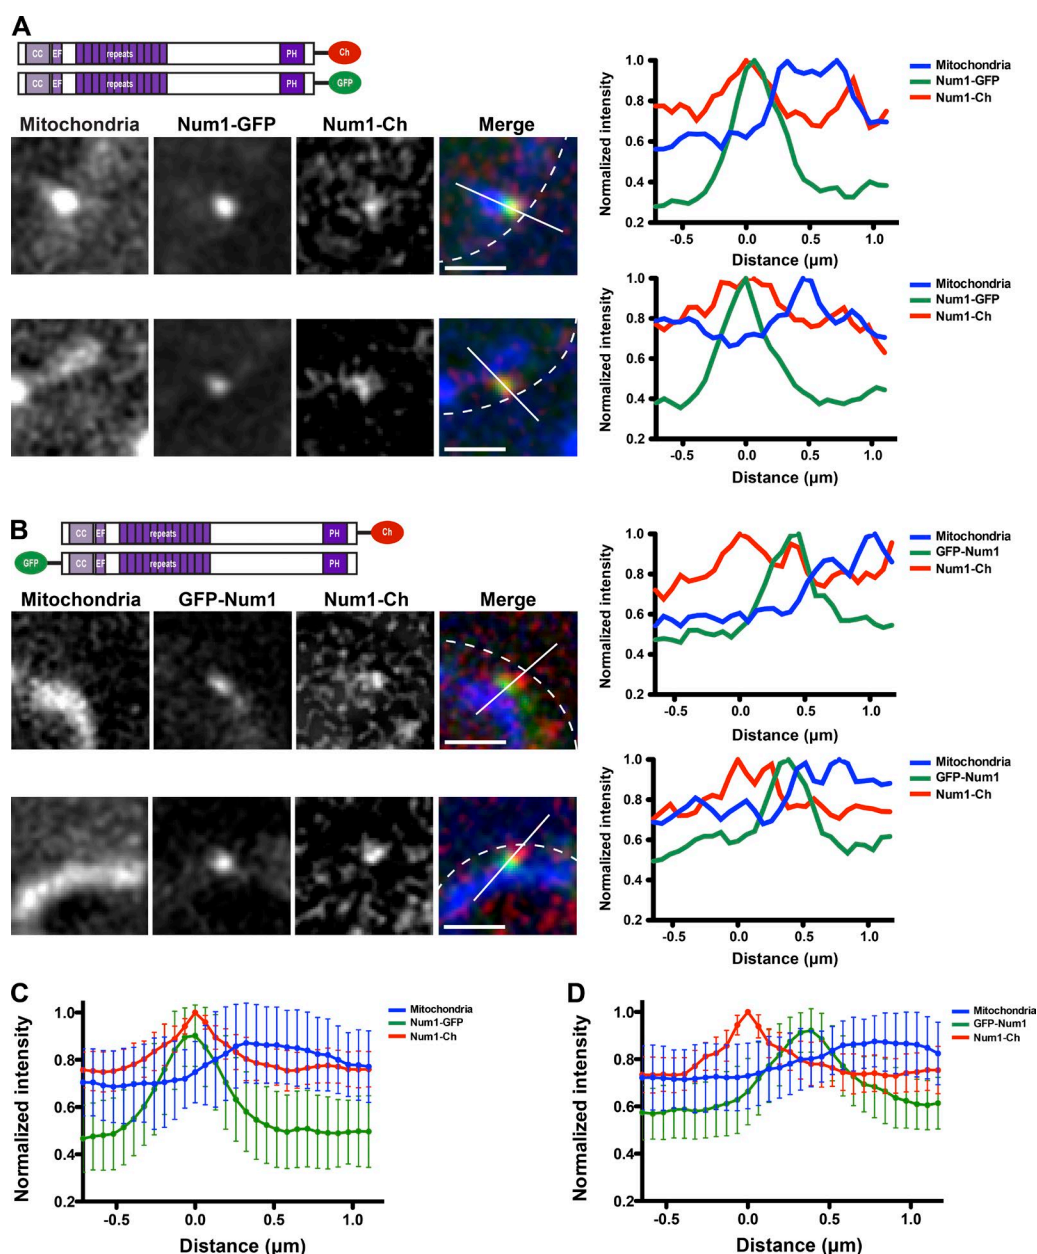 A
CC EF repeats PH Ch
CC EF repeats PH GFP
Mitochondria Num1-GFP Num1-Ch Merge
Normalized intensity
1.0
0.8
0.6
0.4
0.2
-0.5 0.0 0.5 1.0
Distance (µm)
Mitochondria
Num1-GFP
Num1-Ch
Normalized intensity
1.0
0.8
0.6
0.4
0.2
-0.5 0.0 0.5 1.0
Distance (µm)
Mitochondria
Num1-GFP
Num1-Ch
B
CC EF repeats PH Ch
GFP CC EF repeats PH
Mitochondria GFP-Num1 Num1-Ch Merge
Normalized intensity
1.0
0.8
0.6
0.4
0.2
-0.5 0.0 0.5 1.0
Distance (µm)
Mitochondria
GFP-Num1
Num1-Ch
Normalized intensity
1.0
0.8
0.6
0.4
0.2
-0.5 0.0 0.5 1.0
Distance (µm)
Mitochondria
GFP-Num1
Num1-Ch
C
Normalized intensity
1.0
0.8
0.6
0.4
0.2
-0.5 0.0 0.5 1.0
Distance (µm)
Mitochondria
Num1-GFP
Num1-Ch
D
Normalized intensity
1.0
0.8
0.6
0.4
0.2
-0.5 0.0 0.5 1.0
Distance (µm)
Mitochondria
GFP-Num1
Num1-Ch